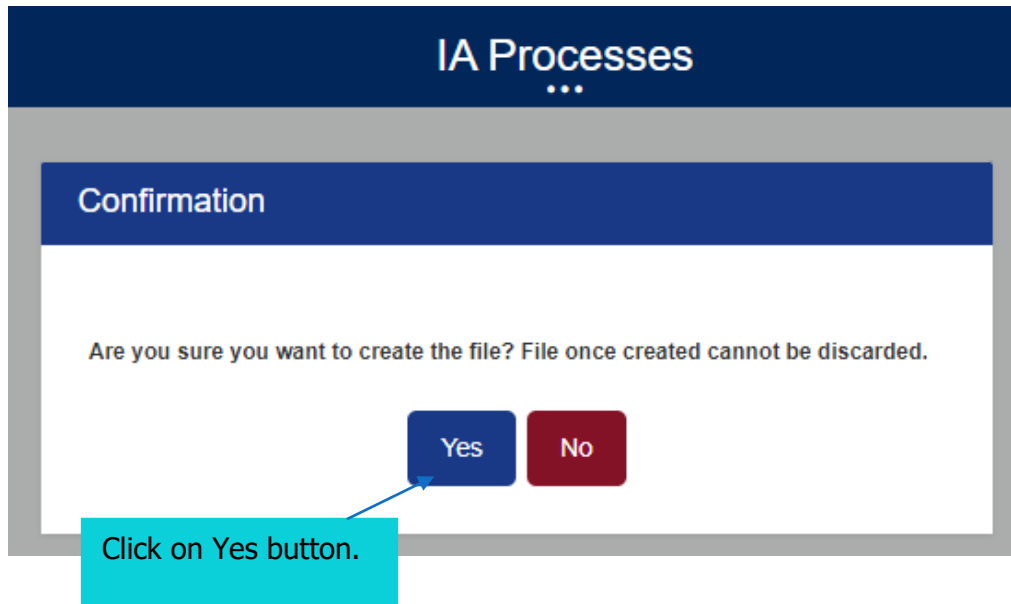 IA Processes
Confirmation
Are you sure you want to create the file? File once created cannot be discarded.
Yes
No
Click on Yes button.